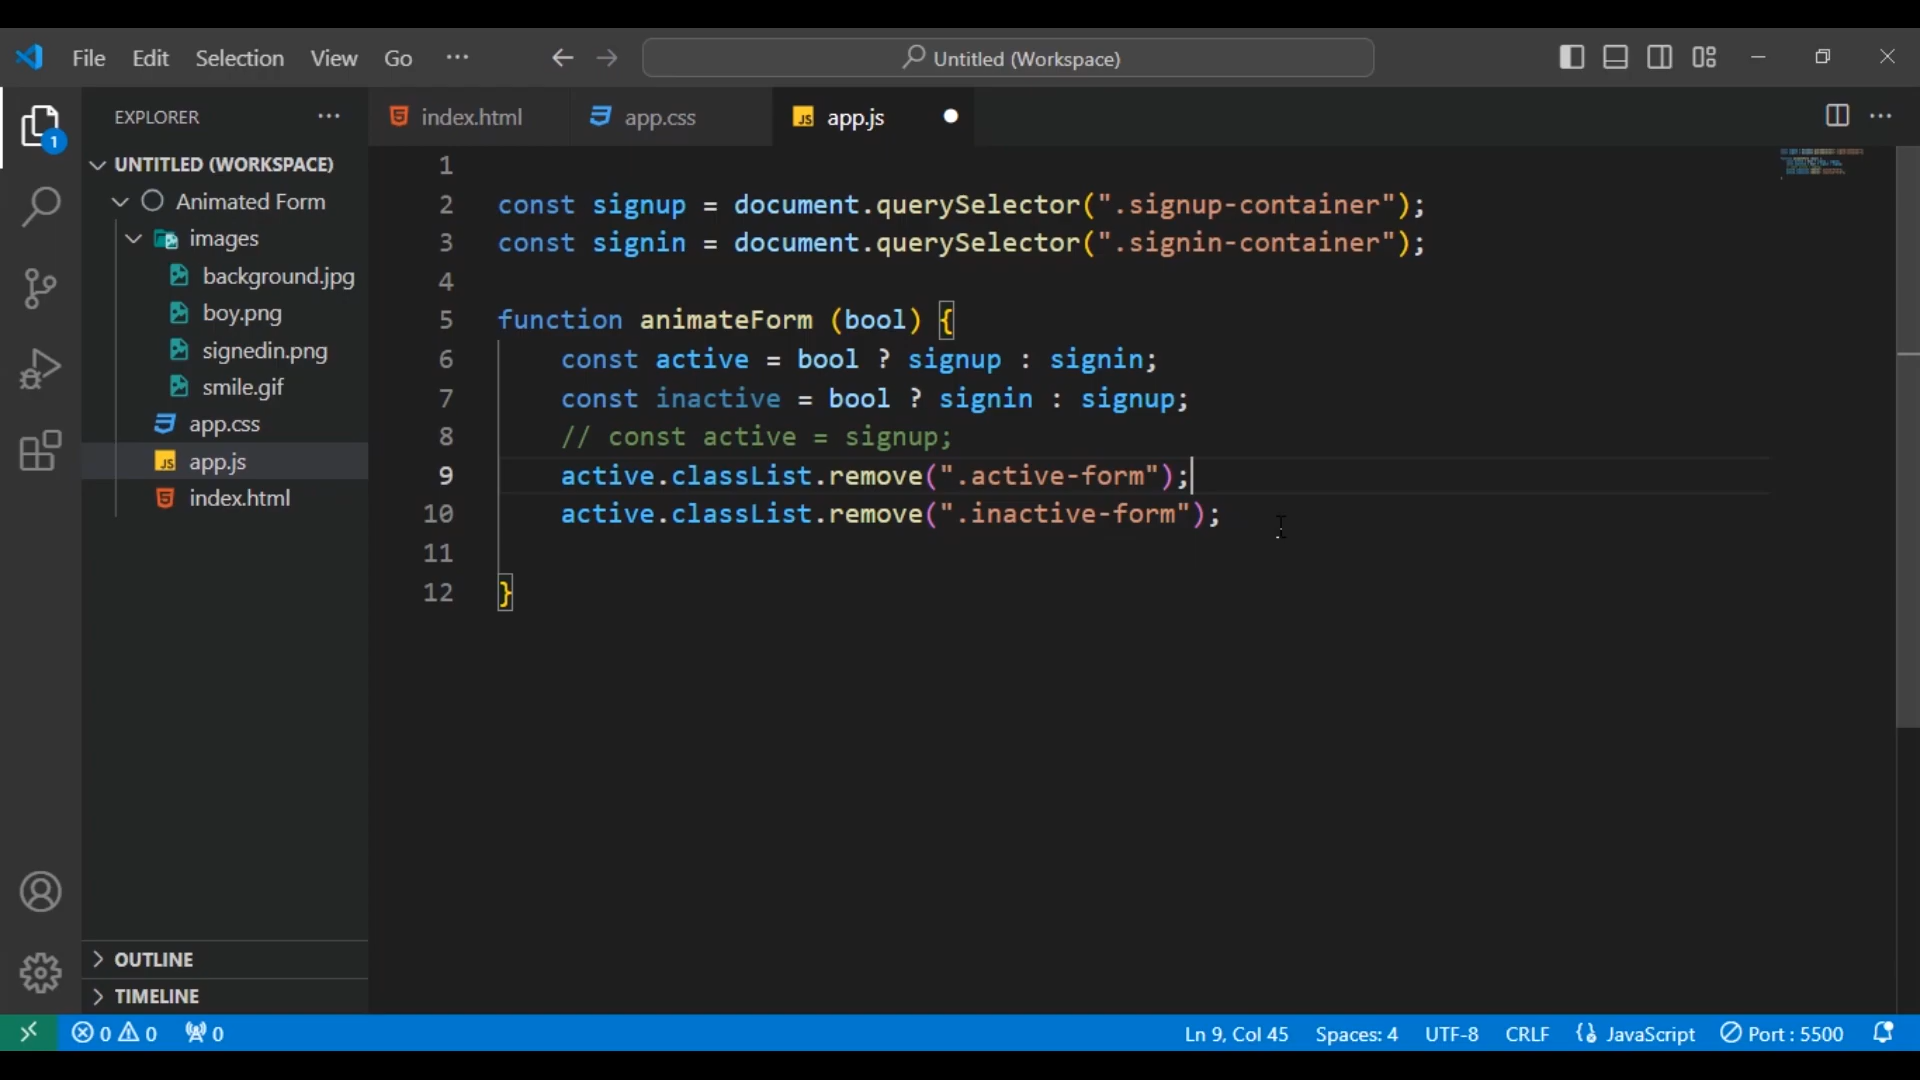 File Edit Selection View Go ··· Untitled (Workspace)
EXPLORER ···
index.html app.css JS app.js
1
UNTITLED (WORKSPACE)
Animated Form
images
background.jpg
boy.png
signedin.png
smile.gif
app.css
JS app.js
index.html
OUTLINE
TIMELINE
1
2 const signup = document.querySelector(".signup-container");
3 const signin = document.querySelector(".signin-container");
4
5 function animateForm (bool) {
6 const active = bool ? signup : signin;
7 const inactive = bool ? signin : signup;
8 // const active = signup;
9 active.classList.remove(".active-form");
10 active.classList.remove(".inactive-form");
11
12 }
0 0 0 Ln 9, Col 45 Spaces: 4 UTF-8 CRLF JavaScript Port : 5500